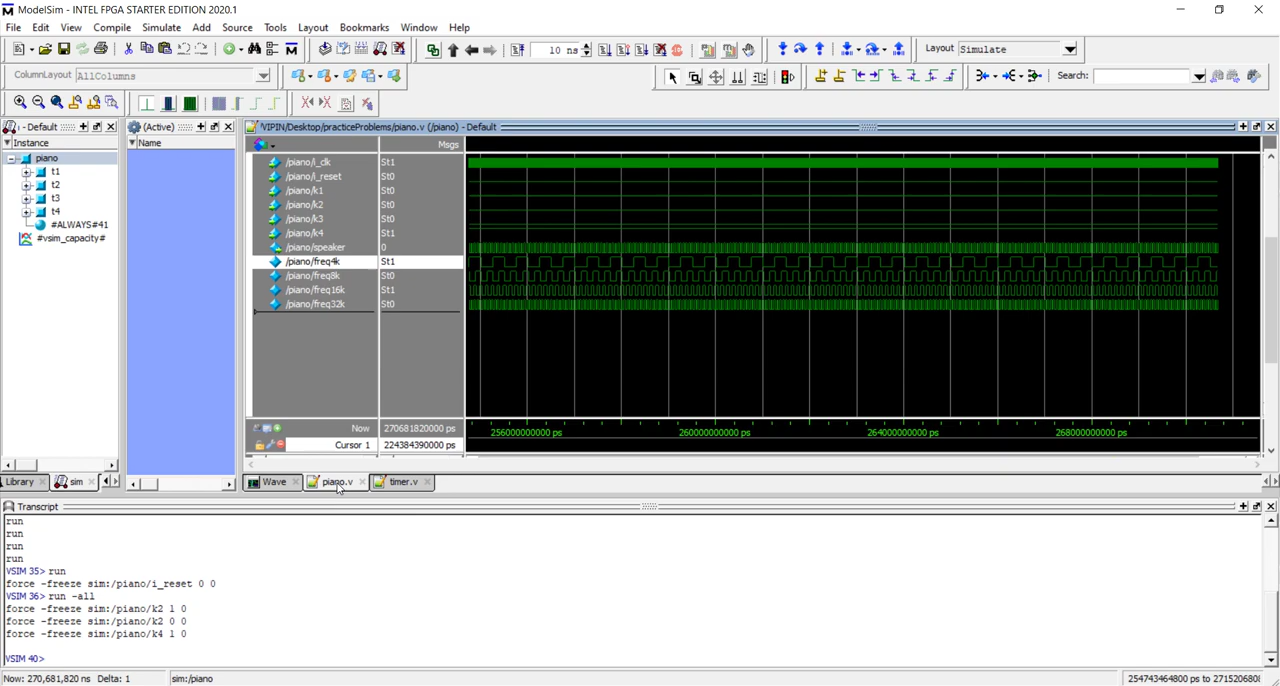 ModelSim - INTEL FPGA STARTER EDITION 2020.1
File Edit View Compile Simulate Add Source Tools Layout Bookmarks Window Help
10 ns
Layout Simulate
ColumnLayout AllColumns
Search:
- Default
(Active)
VIPIN/Desktop/practiceProblems/piano.v (/piano) - Default
Instance
Name
Msgs
piano
t1
t2
t3
t4
#ALWAYS#41
#vsim_capacity#
/piano/i_clk St1
/piano/i_reset St0
/piano/k1 St0
/piano/k2 St0
/piano/k3 St0
/piano/k4 St1
/piano/speaker 0
/piano/freq4k St1
/piano/freq8k St0
/piano/freq16k St1
/piano/freq32k St0
Now 270681820000 ps
256000000000 ps 260000000000 ps 264000000000 ps 268000000000 ps
Cursor 1 224384390000 ps
Library sim Wave piano.v timer.v
Transcript
run
run
run
run
VSIM 35> run
force -freeze sim:/piano/i_reset 0 0
VSIM 36> run -all
force -freeze sim:/piano/k2 1 0
force -freeze sim:/piano/k2 0 0
force -freeze sim:/piano/k4 1 0
VSIM 40>
Now: 270,681,820 ns Delta: 1 sim:/piano 254743464800 ps to 2715206808